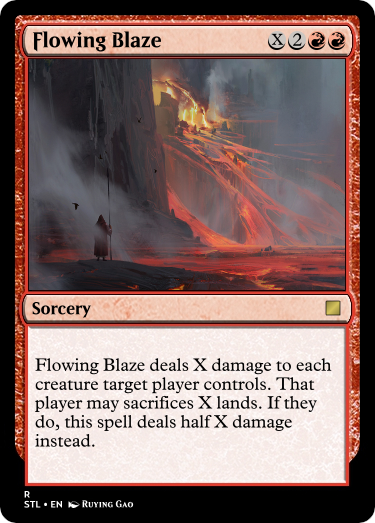 Flowing Blaze X2RR
Sorcery
Flowing Blaze deals X damage to each
creature target player controls. That
player may sacrifices X lands. If they
do, this spell deals half X damage
instead.
R
STL • EN Ruying Gao